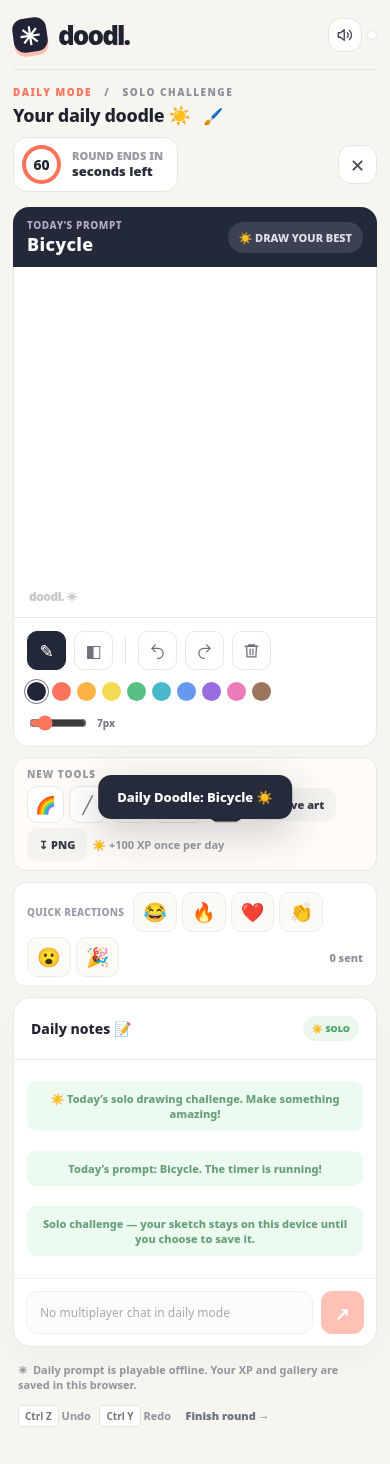 doodl.
DAILY MODE / SOLO CHALLENGE
Your daily doodle ☀️ 🖌️
60
ROUND ENDS IN
seconds left
TODAY'S PROMPT
Bicycle
☀️ DRAW YOUR BEST
doodl. ✳
7px
NEW TOOLS
Daily Doodle: Bicycle ☀️
art
↧ PNG
☀️ +100 XP once per day
QUICK REACTIONS
0 sent
Daily notes 📝
☀️ SOLO
☀️ Today's solo drawing challenge. Make something
amazing!
Today's prompt: Bicycle. The timer is running!
Solo challenge — your sketch stays on this device until
you choose to save it.
No multiplayer chat in daily mode
✳ Daily prompt is playable offline. Your XP and gallery are
saved in this browser.
Ctrl Z Undo Ctrl Y Redo Finish round →